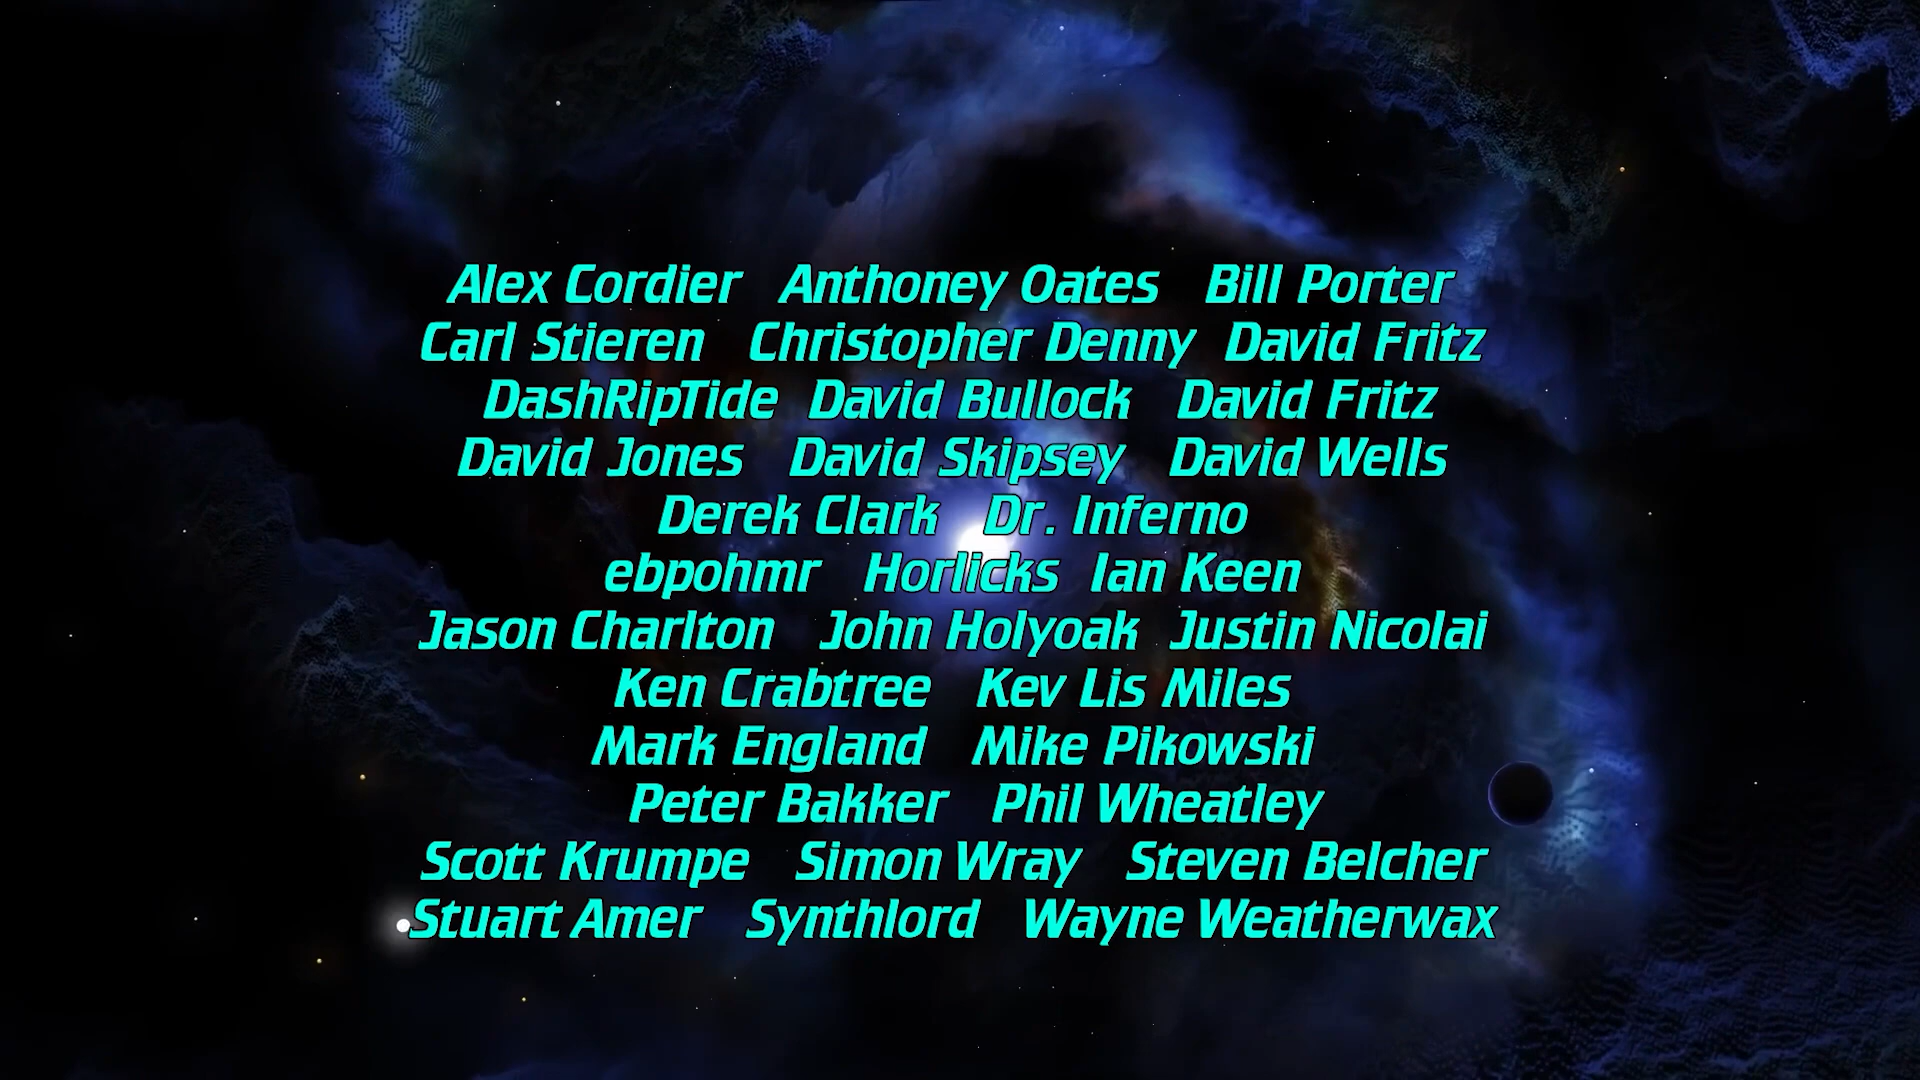 Alex Cordier Anthoney Oates Bill Porter
Carl Stieren Christopher Denny David Fritz
DashRipTide David Bullock David Fritz
David Jones David Skipsey David Wells
Derek Clark Dr. Inferno
ebpohmr Horlicks Ian Keen
Jason Charlton John Holyoak Justin Nicolai
Ken Crabtree Kev Lis Miles
Mark England Mike Pikowski
Peter Bakker Phil Wheatley
Scott Krumpe Simon Wray Steven Belcher
Stuart Amer Synthlord Wayne Weatherwax